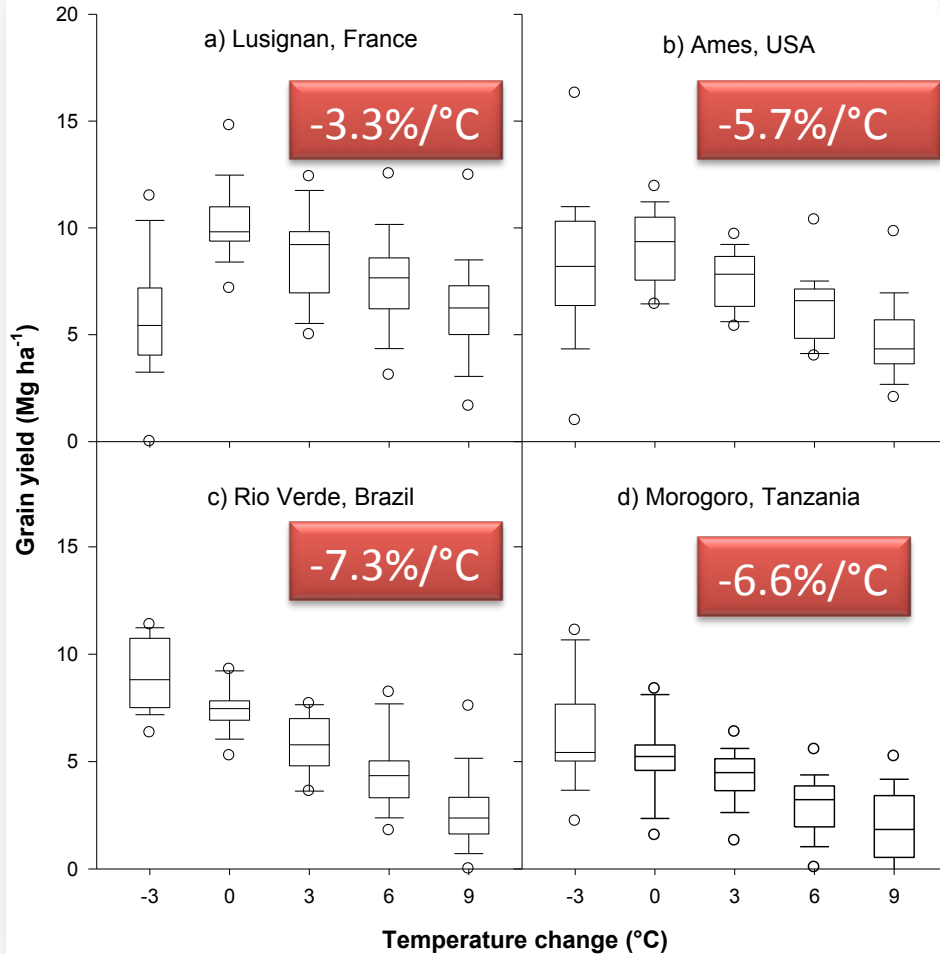 20
a) Lusignan, France
b) Ames, USA
-3.3%/°C
-5.7%/°C
15
10
5
0
c) Rio Verde, Brazil
d) Morogoro, Tanzania
-7.3%/°C
-6.6%/°C
15
10
5
0
Grain yield (Mg ha⁻¹)
-3 0 3 6 9 -3 0 3 6 9
Temperature change (°C)